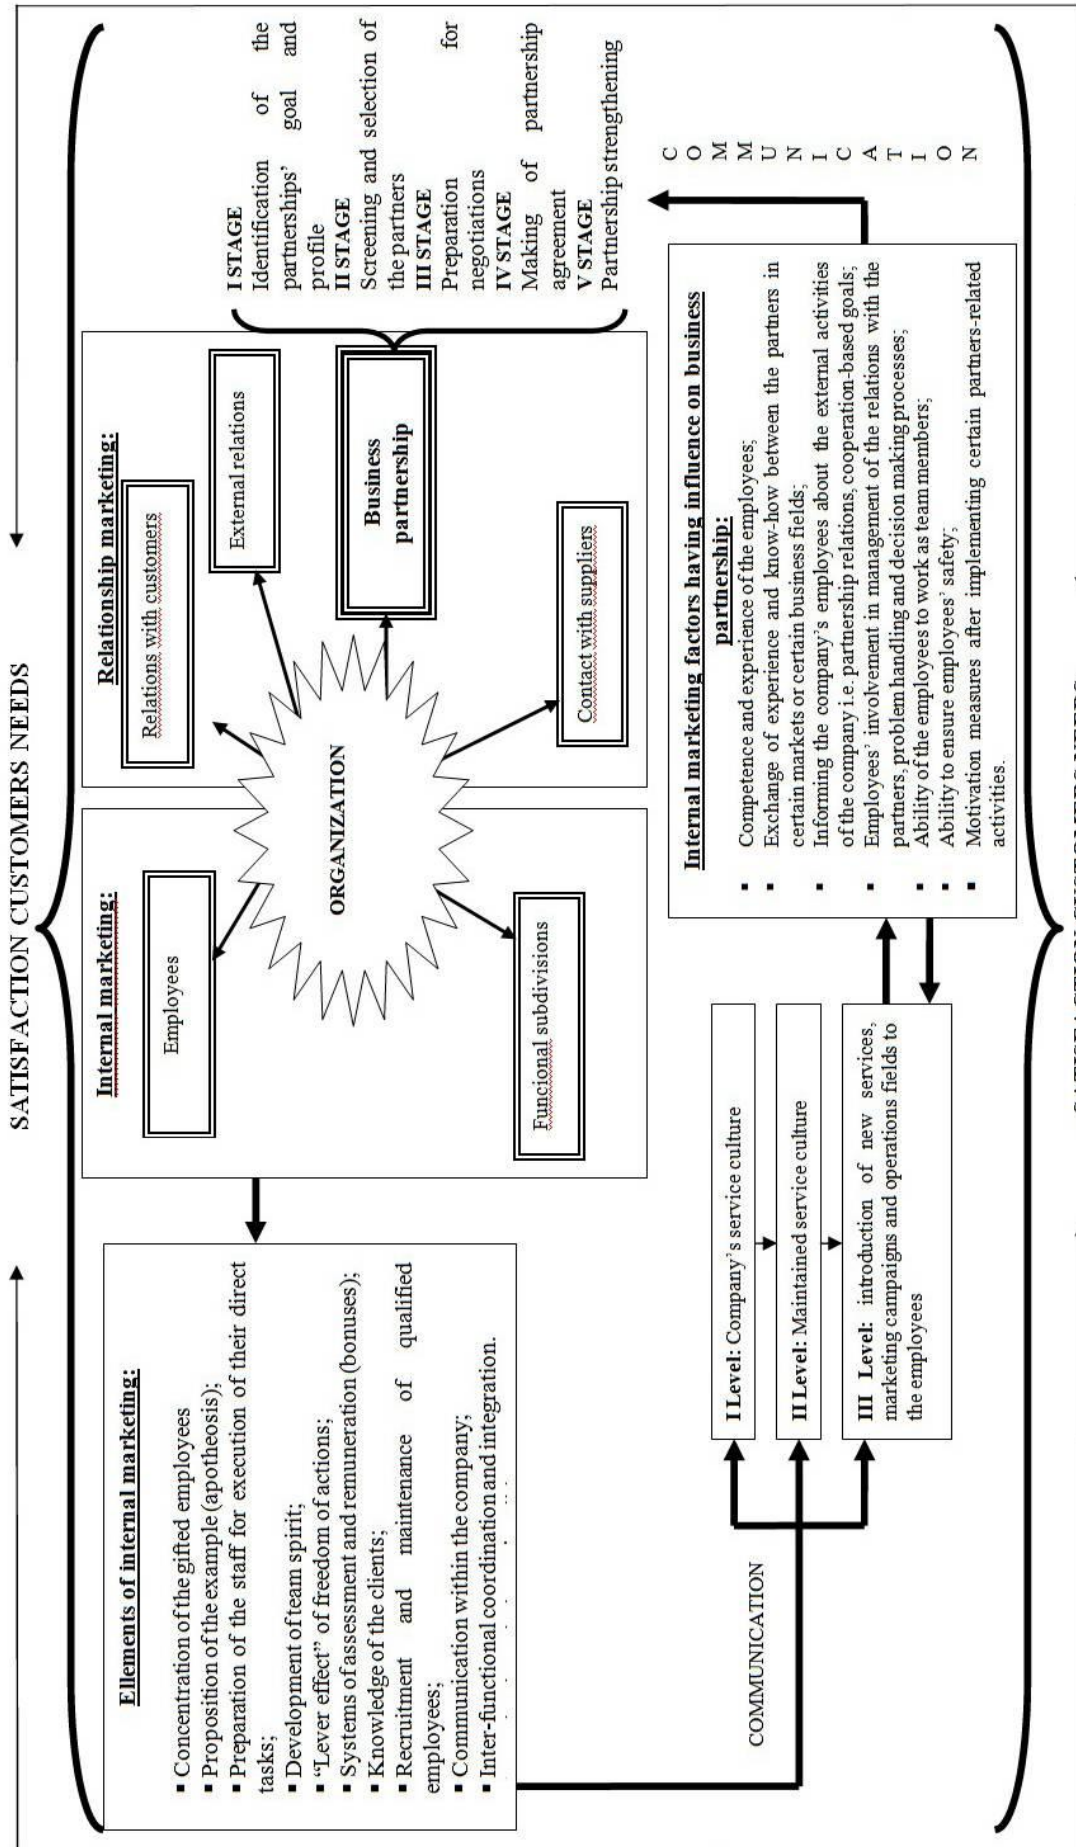 SATISFACTION CUSTOMERS NEEDS
Ellements of internal marketing:
▪ Concentration of the gifted employees
▪ Proposition of the example (apotheosis);
▪ Preparation of the staff for execution of their direct
tasks;
▪ Development of team spirit;
▪ “Lever effect” of freedom of actions;
▪ Systems of assessment and remuneration (bonuses);
▪ Knowledge of the clients;
▪ Recruitment and maintenance of qualified
employees;
▪ Communication within the company;
▪ Inter-functional coordination and integration.
Internal marketing:
Employees
Funcional subdivisions
ORGANIZATION
Relationship marketing:
Relations with customers
External relations
Business
partnership
Contact with suppliers
I STAGE
Identification of the
partnerships’ goal and
profile
II STAGE
Screening and selection of
the partners
III STAGE
Preparation for
negotiations
IV STAGE
Making of partnership
agreement
V STAGE
Partnership strengthening
COMMUNICATION
I Level: Company’s service culture
II Level: Maintained service culture
III Level: introduction of new services,
marketing campaigns and operations fields to
the employees
Internal marketing factors having influence on business
partnership:
▪ Competence and experience of the employees;
▪ Exchange of experience and know-how between the partners in
certain markets or certain business fields;
▪ Informing the company’s employees about the external activities
of the company i.e. partnership relations, cooperation-based goals;
▪ Employees’ involvement in management of the relations with the
partners, problem handling and decision making processes;
▪ Ability of the employees to work as team members;
▪ Ability to ensure employees’ safety;
▪ Motivation measures after implementing certain partners-related
activities.
C
O
M
M
U
N
I
C
A
T
I
O
N
SATISFACTION CUSTOMERS NEEDS